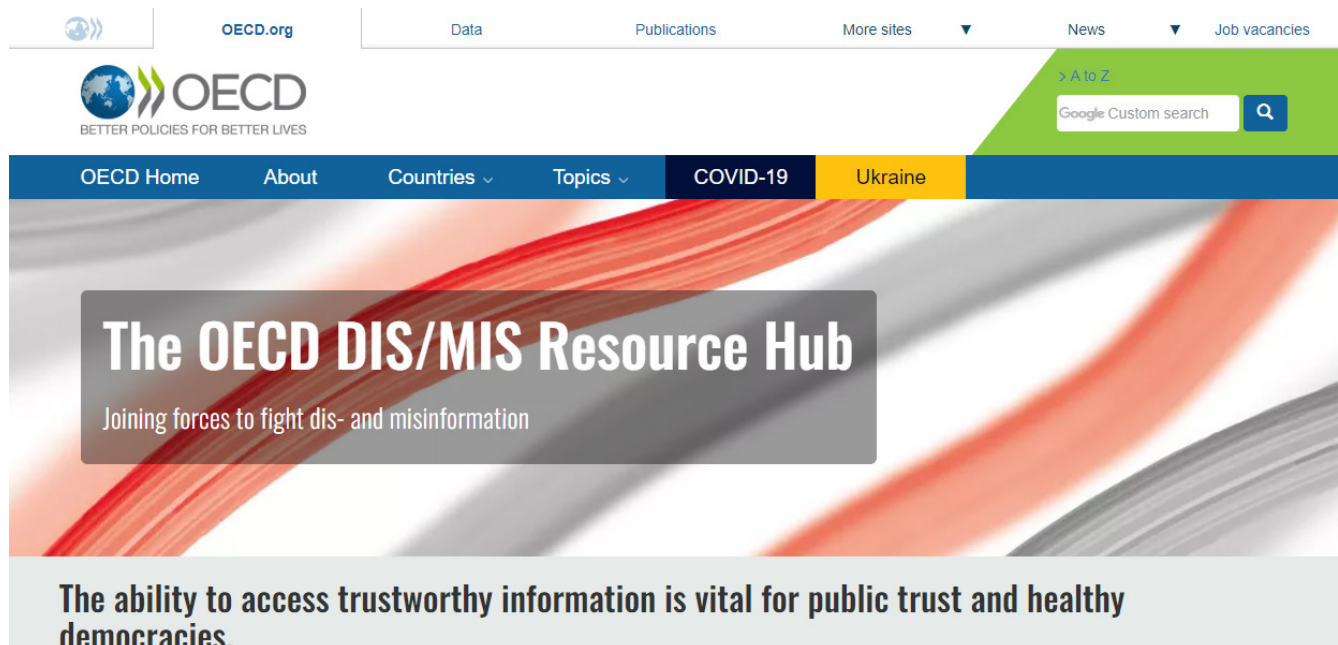 OECD.org Data Publications More sites ▼ News ▼ Job vacancies
OECD
BETTER POLICIES FOR BETTER LIVES
> A to Z
Google Custom search
OECD Home About Countries Topics COVID-19 Ukraine
The OECD DIS/MIS Resource Hub
Joining forces to fight dis- and misinformation
The ability to access trustworthy information is vital for public trust and healthy
democracies.